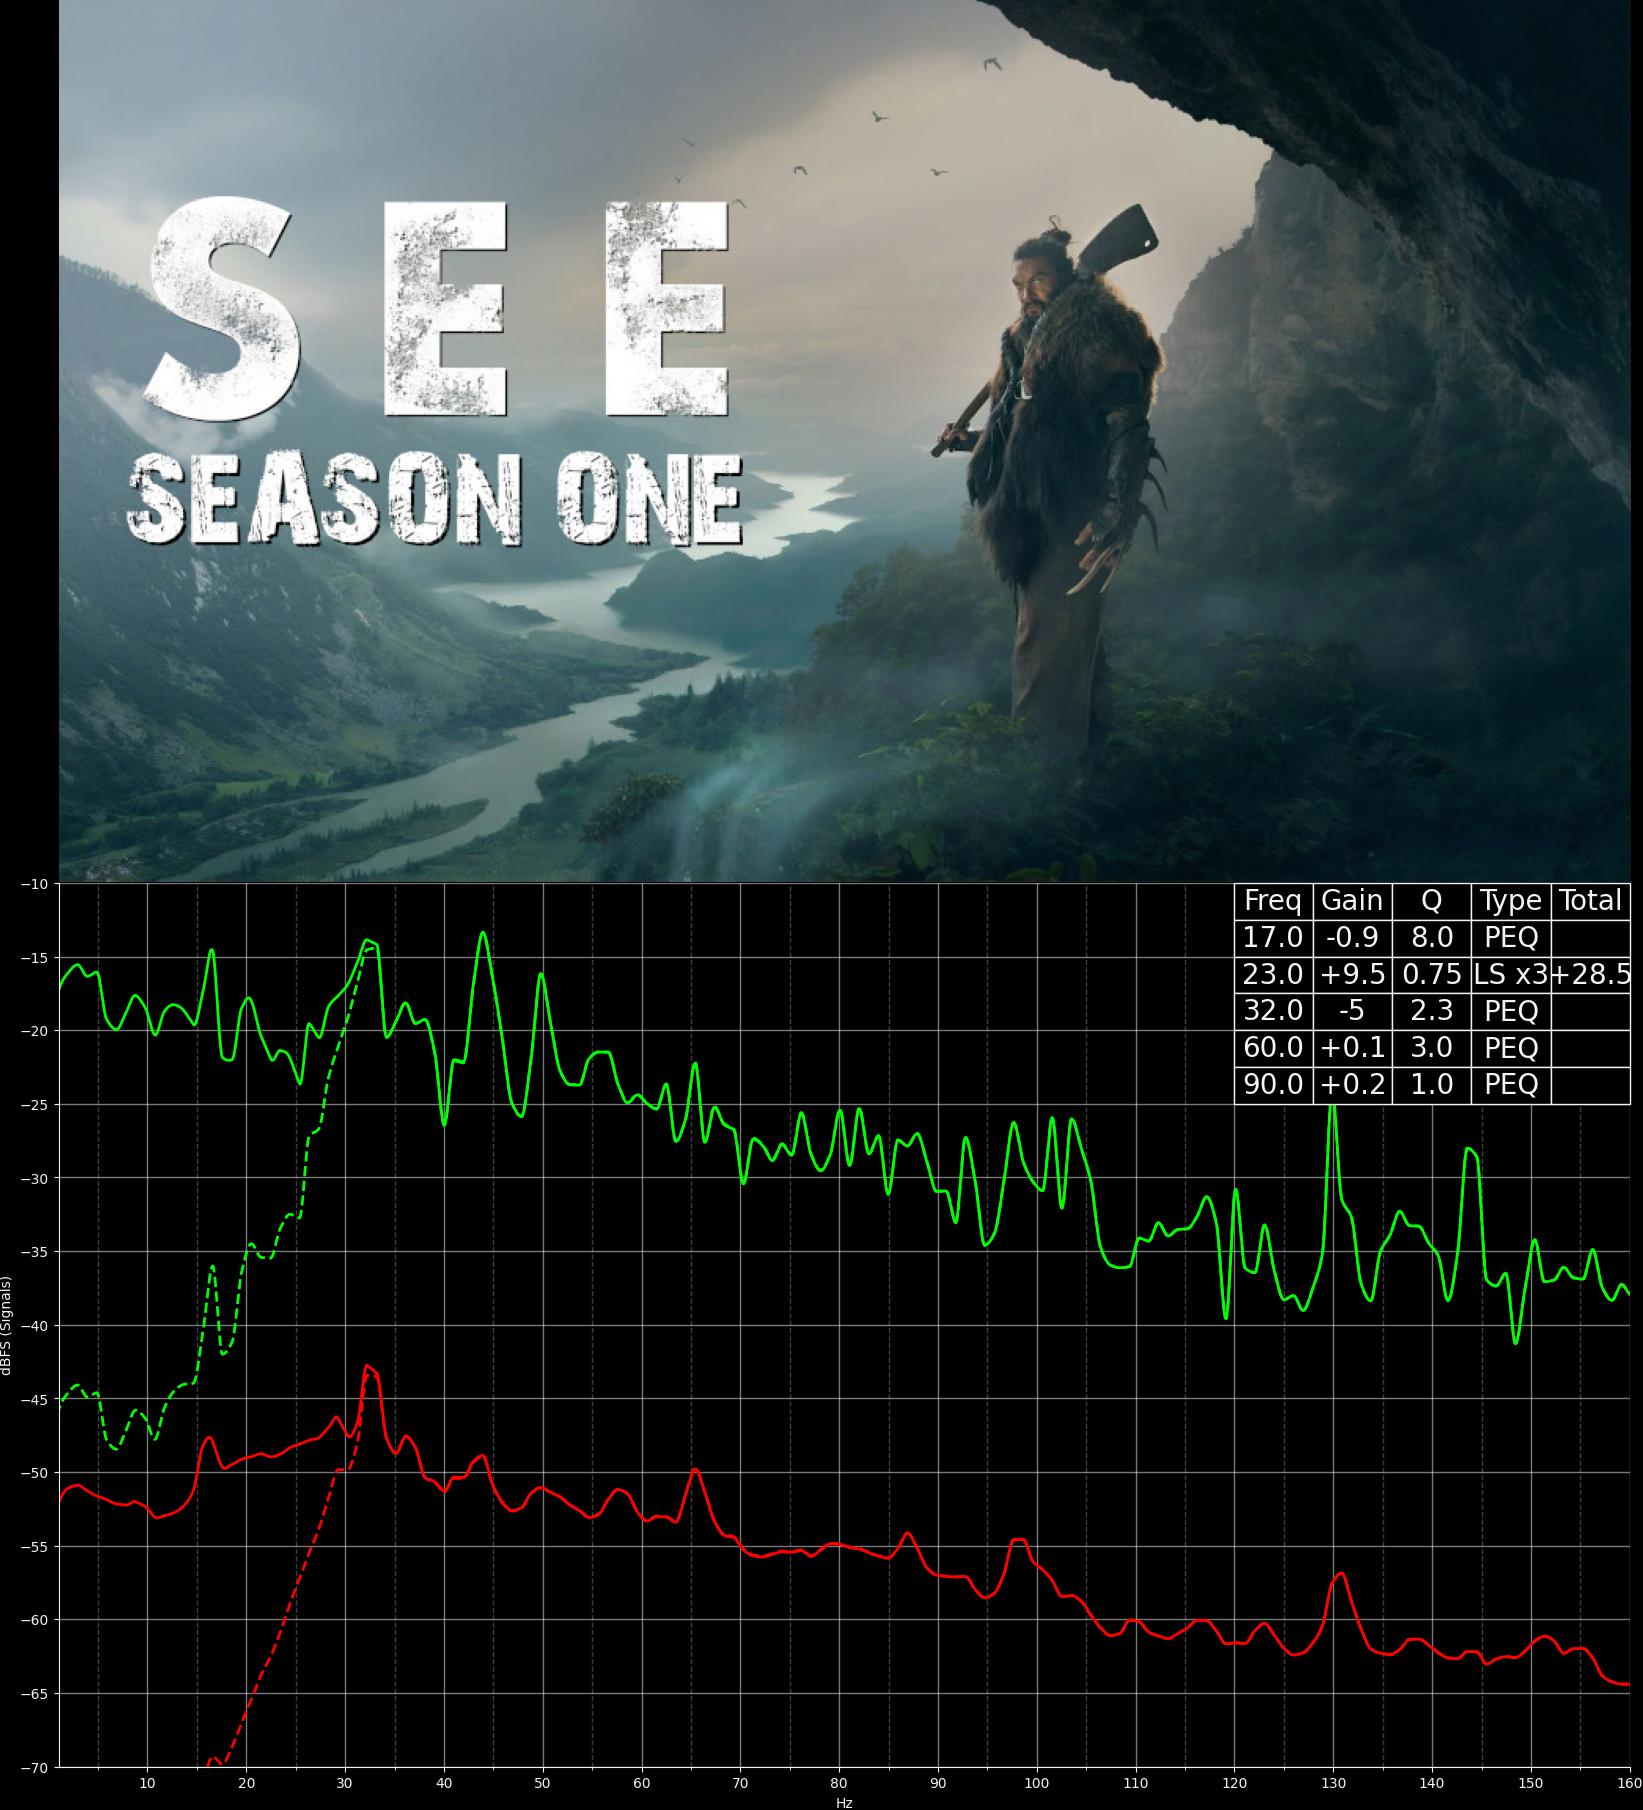 SEE
SEASON ONE
Freq Gain Q Type Total
17.0 -0.9 8.0 PEQ
23.0 +9.5 0.75 LS x3 +28.5
32.0 -5 2.3 PEQ
60.0 +0.1 3.0 PEQ
90.0 +0.2 1.0 PEQ
−10
−15
−20
−25
−30
−35
−40
−45
−50
−55
−60
−65
−70
dBFS (Signals)
10 20 30 40 50 60 70 80 90 100 110 120 130 140 150 160
Hz